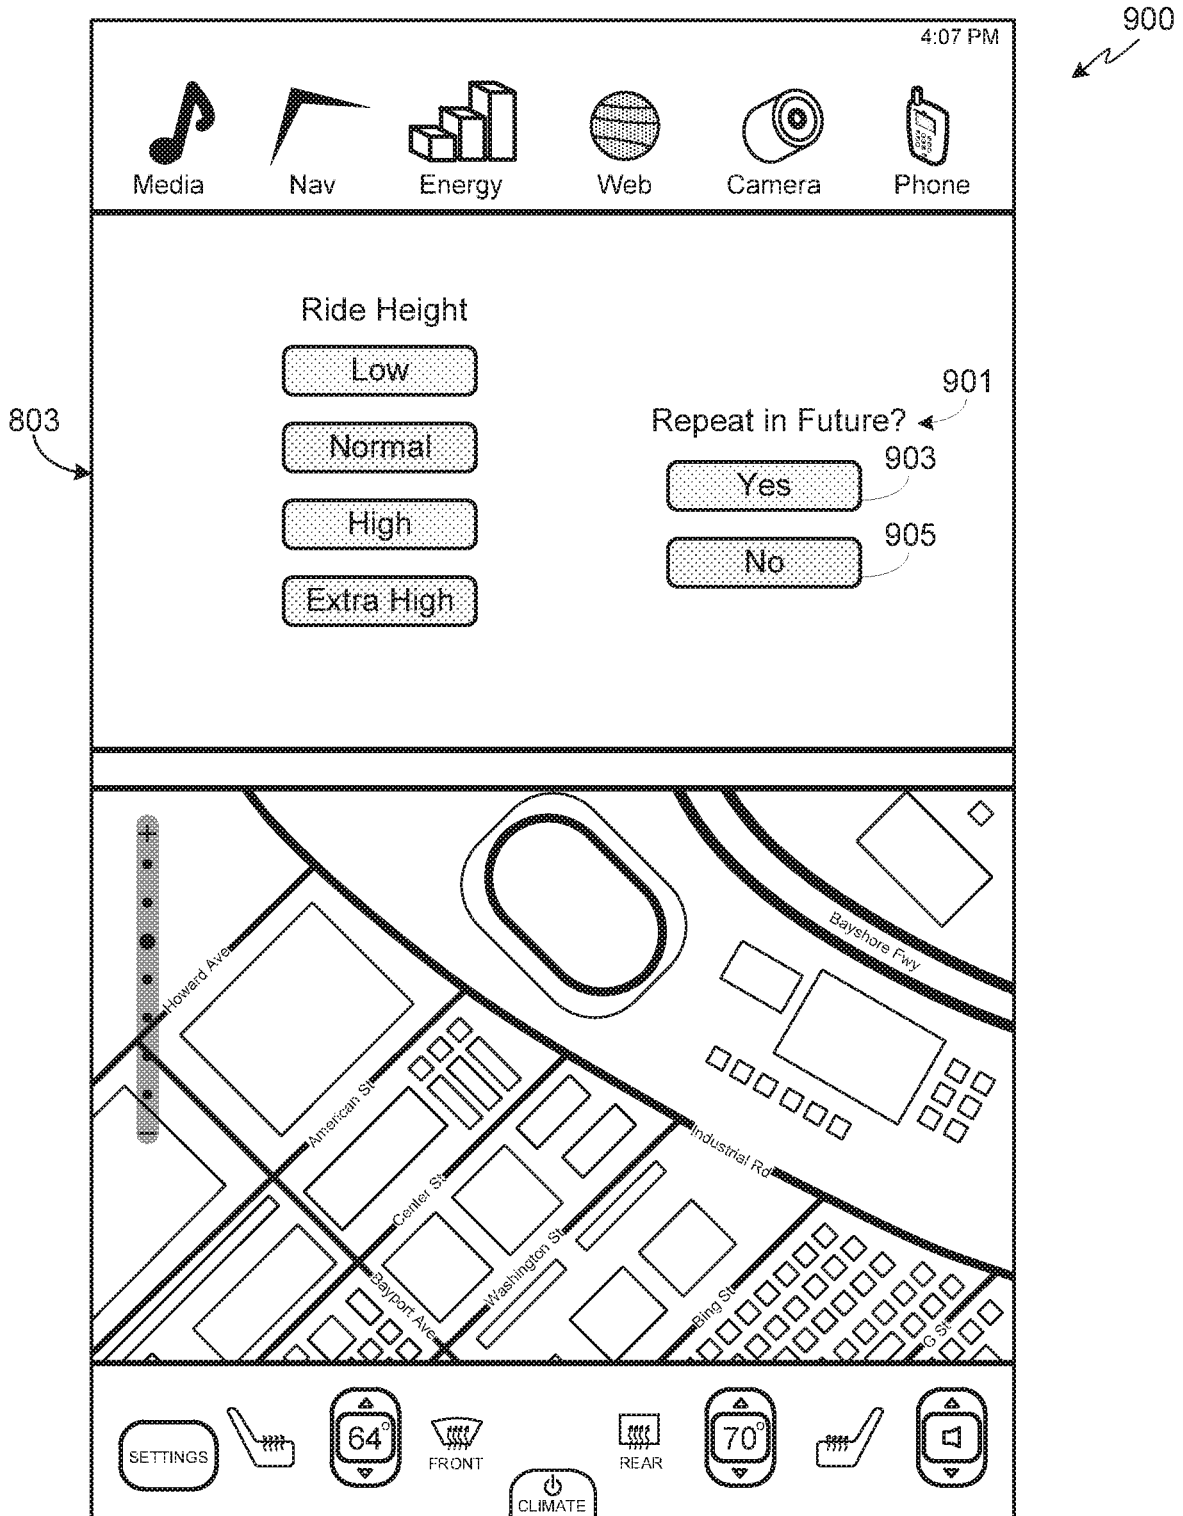 900
4:07 PM
Media Nav Energy Web Camera Phone
Ride Height
Low
901
803
Repeat in Future?
Normal
903
Yes
High
905
No
Extra High
+
Bayshore Fwy
Howard Ave
American St
Industrial Rd
Center St
Washington St
Bayport Ave
Bing St
G St
SETTINGS
64°
FRONT
REAR
70°
CLIMATE